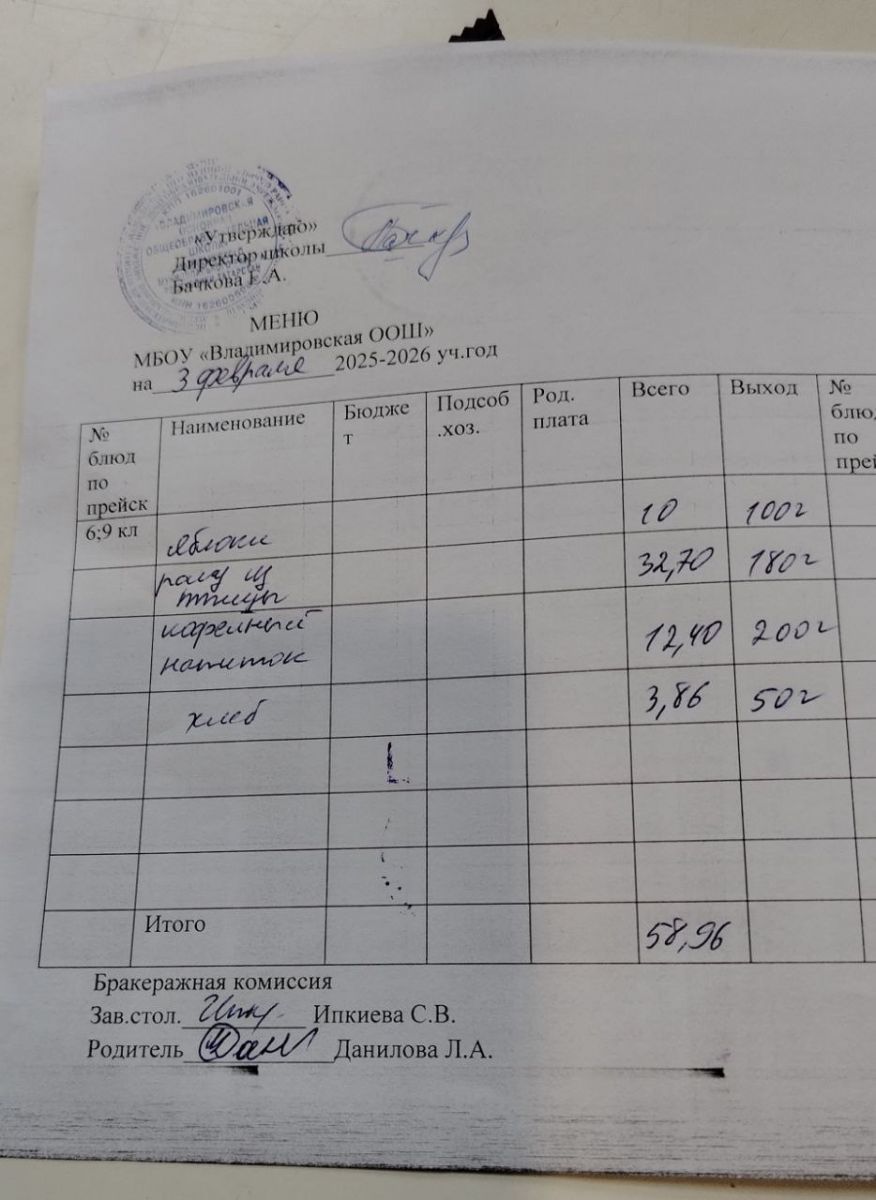 «Утверждаю»
Директор школы
Бачкова Е.А.
МЕНЮ
МБОУ «Владимировская ООШ»
на 3 февраля 2025-2026 уч.год
№ блюд по прейск Наименование Бюджет Подсоб.хоз. Род. плата Всего Выход № блюд по прей
6;9 кл яблоки 10 100г
рагу из птицы 32,70 180г
кофейный напиток 12,40 200г
хлеб 3,86 50г
Итого 58,96
Бракеражная комиссия
Зав.стол. Ипкиева С.В.
Родитель Данилова Л.А.